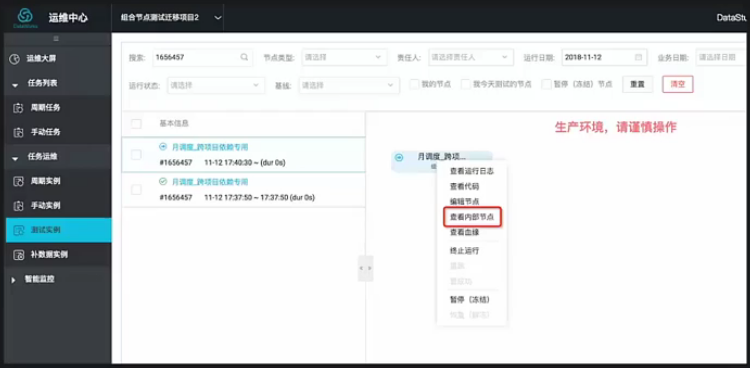 运维中心
组合节点测试迁移项目2
DataStu
搜索: 1656457
节点类型: 请选择
责任人: 请选择责任人
运行日期: 2018-11-12
业务日期: 请选择日期
运行状态: 请选择
基线: 请选择
我的节点
我今天测试的节点
暂停（冻结）节点
重置
清空
运维大屏
任务列表
周期任务
手动任务
任务运维
周期实例
手动实例
测试实例
补数据实例
智能监控
基本信息
月调度_跨项目依赖专用
#1656457 11-12 17:40:30 ~ (dur 0s)
月调度_跨项目依赖专用
#1656457 11-12 17:37:50 ~ 17:37:50 (dur 0s)
生产环境，请谨慎操作
月调度_跨项...
查看运行日志
查看代码
编辑节点
查看内部节点
查看血缘
终止运行
暂停（冻结）